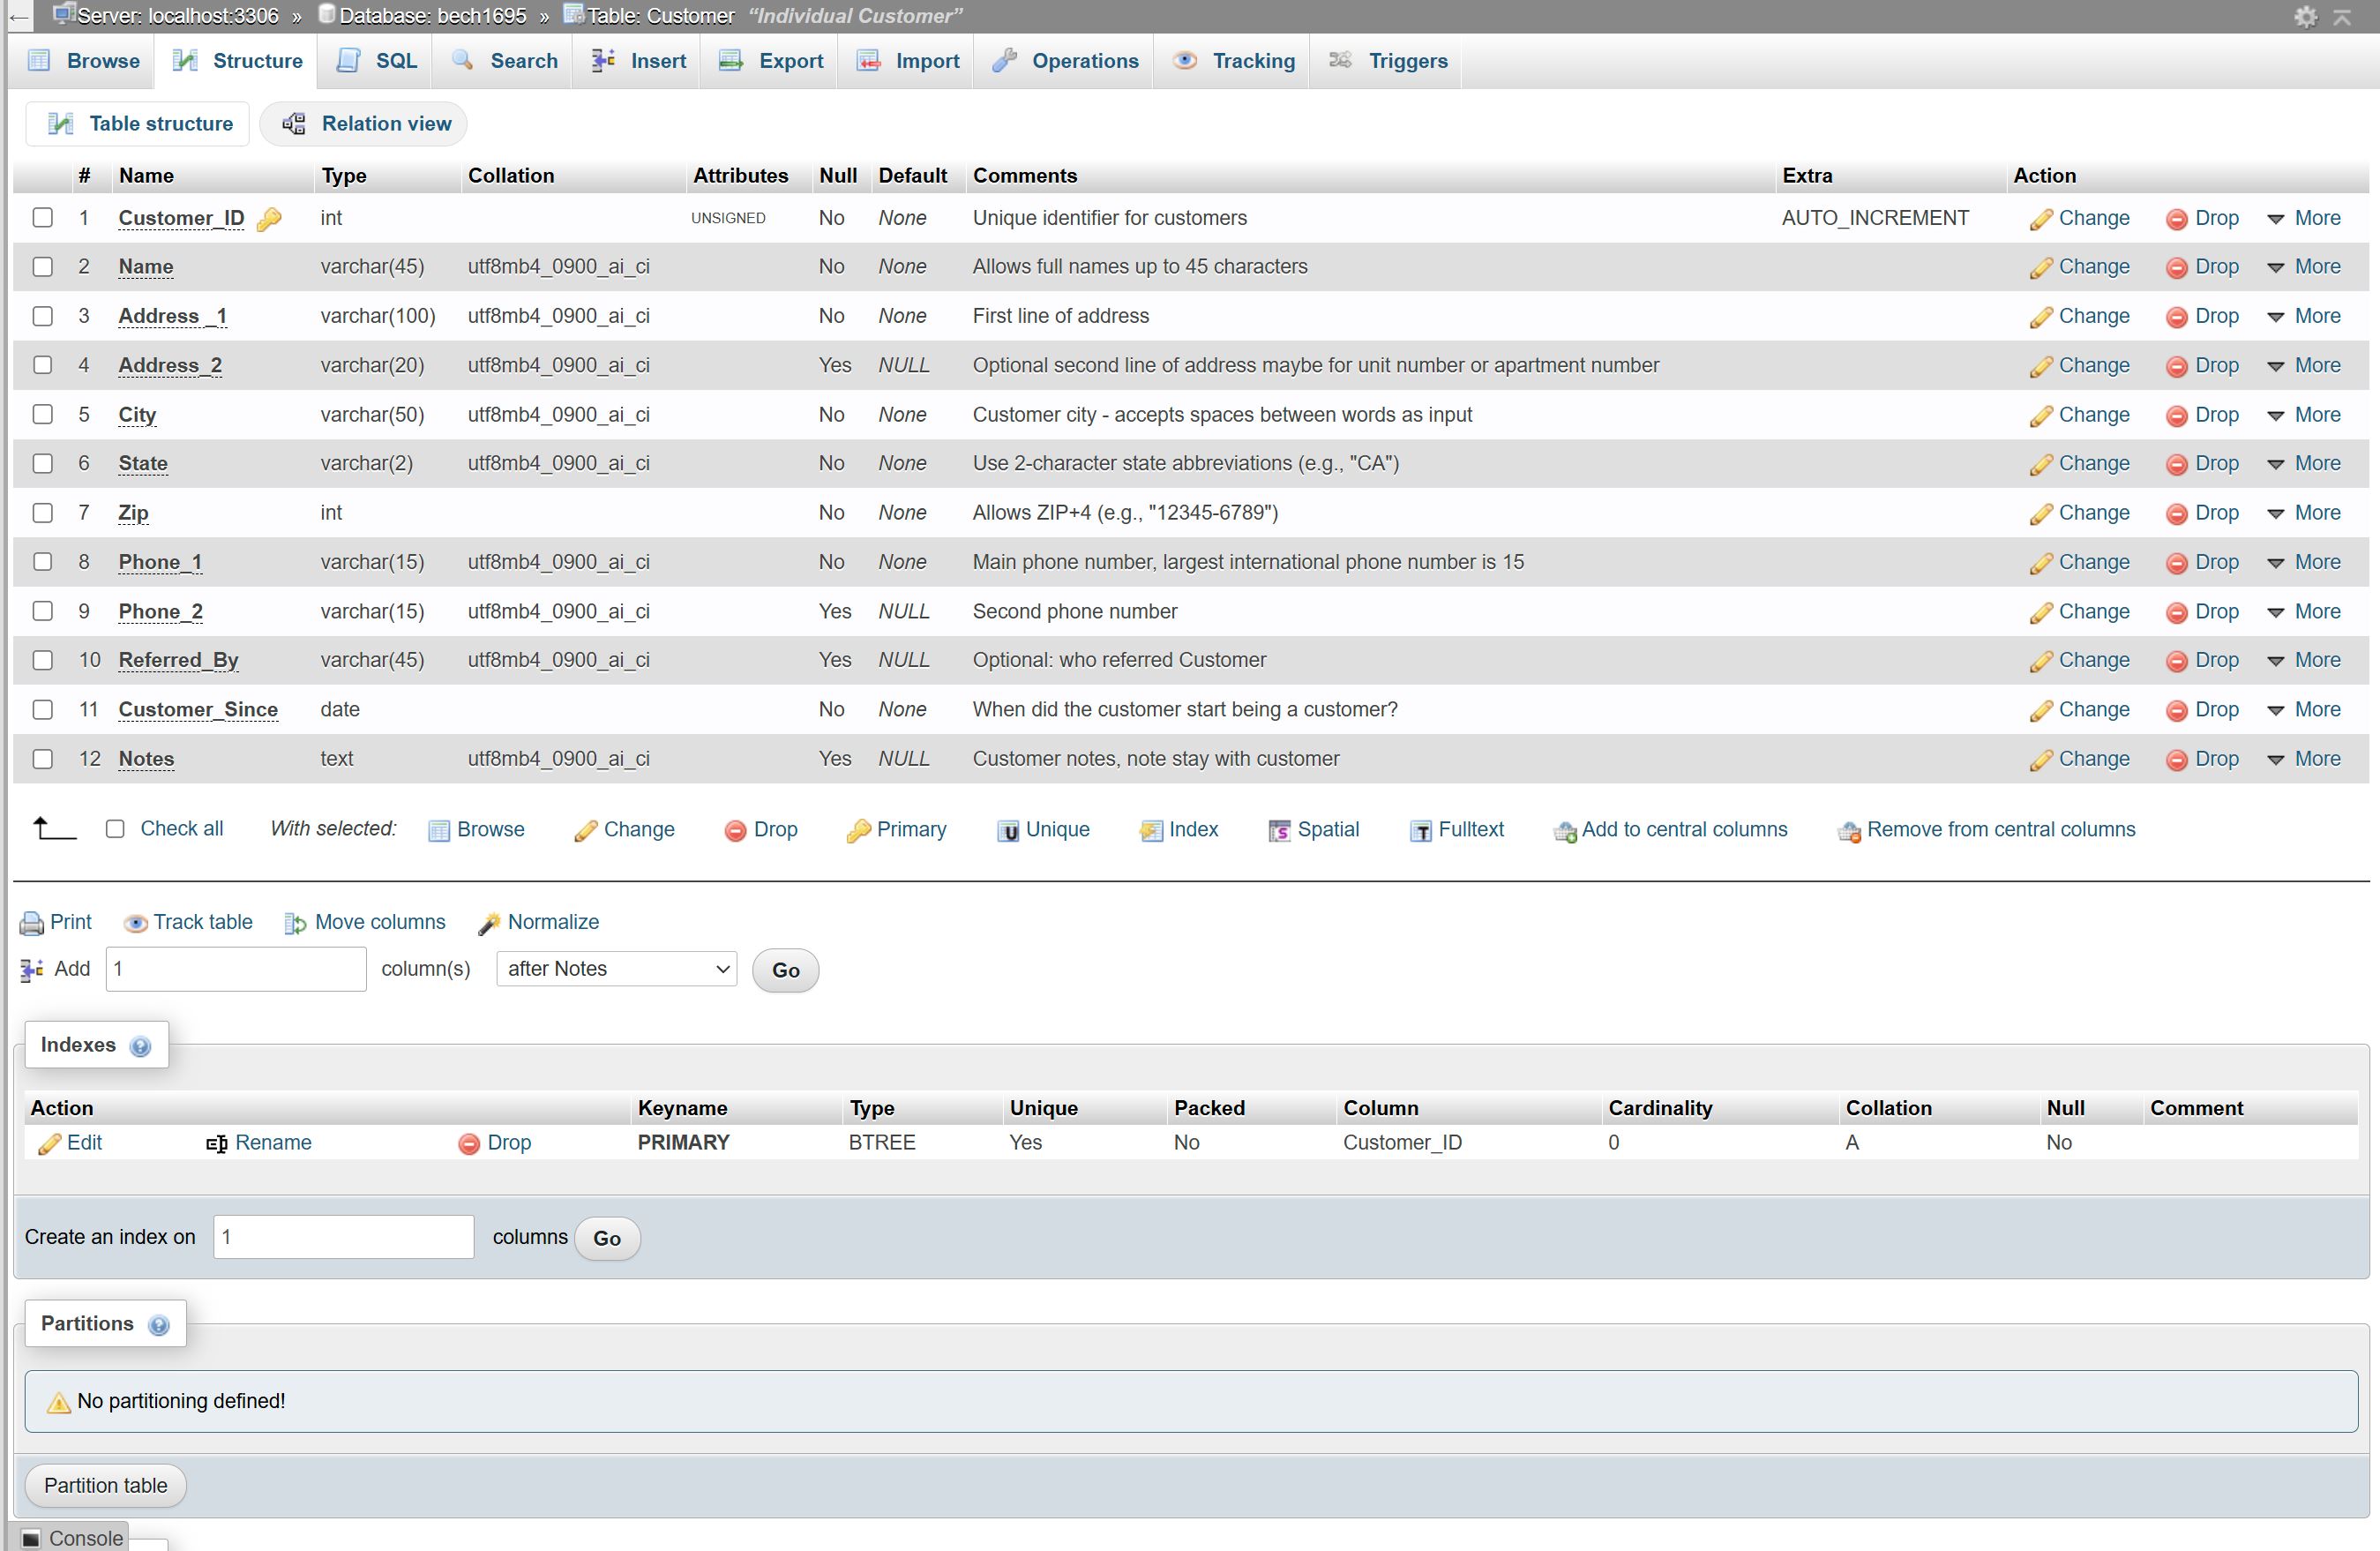 Server: localhost:3306 » Database: bech1695 » Table: Customer “Individual Customer”
Browse Structure SQL Search Insert Export Import Operations Tracking Triggers
Table structure Relation view
# Name Type Collation Attributes Null Default Comments Extra Action
1 Customer_ID int UNSIGNED No None Unique identifier for customers AUTO_INCREMENT Change Drop More
2 Name varchar(45) utf8mb4_0900_ai_ci No None Allows full names up to 45 characters Change Drop More
3 Address _1 varchar(100) utf8mb4_0900_ai_ci No None First line of address Change Drop More
4 Address_2 varchar(20) utf8mb4_0900_ai_ci Yes NULL Optional second line of address maybe for unit number or apartment number Change Drop More
5 City varchar(50) utf8mb4_0900_ai_ci No None Customer city - accepts spaces between words as input Change Drop More
6 State varchar(2) utf8mb4_0900_ai_ci No None Use 2-character state abbreviations (e.g., "CA") Change Drop More
7 Zip int No None Allows ZIP+4 (e.g., "12345-6789") Change Drop More
8 Phone_1 varchar(15) utf8mb4_0900_ai_ci No None Main phone number, largest international phone number is 15 Change Drop More
9 Phone_2 varchar(15) utf8mb4_0900_ai_ci Yes NULL Second phone number Change Drop More
10 Referred_By varchar(45) utf8mb4_0900_ai_ci Yes NULL Optional: who referred Customer Change Drop More
11 Customer_Since date No None When did the customer start being a customer? Change Drop More
12 Notes text utf8mb4_0900_ai_ci Yes NULL Customer notes, note stay with customer Change Drop More
Check all With selected: Browse Change Drop Primary Unique Index Spatial Fulltext Add to central columns Remove from central columns
Print Track table Move columns Normalize
Add 1 column(s) after Notes Go
Indexes
Action Keyname Type Unique Packed Column Cardinality Collation Null Comment
Edit Rename Drop PRIMARY BTREE Yes No Customer_ID 0 A No
Create an index on 1 columns Go
Partitions
No partitioning defined!
Partition table
Console